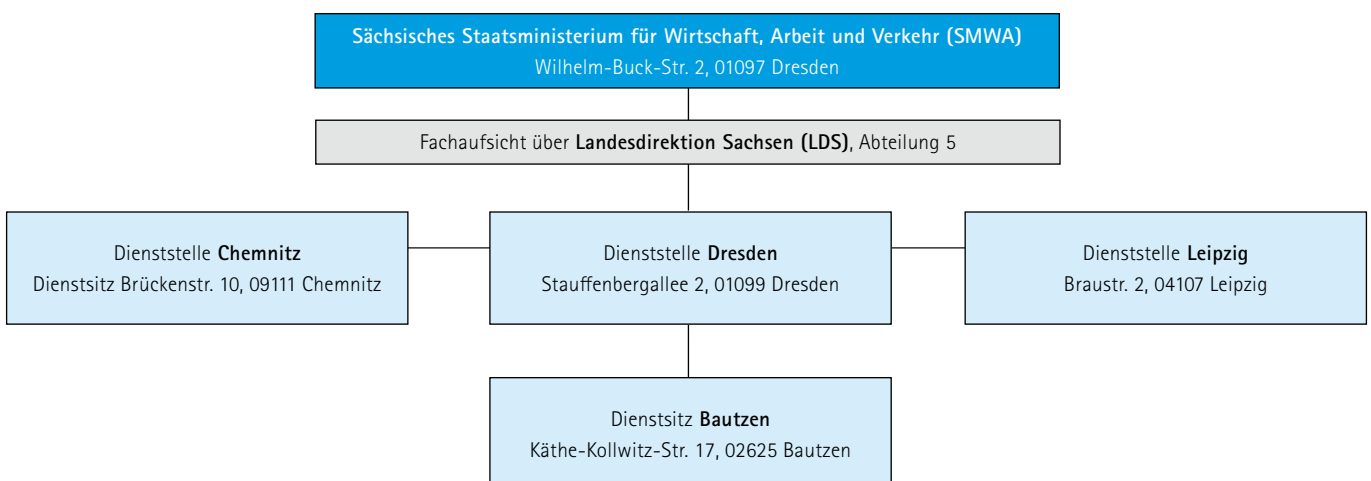 Sächsisches Staatsministerium für Wirtschaft, Arbeit und Verkehr (SMWA)
Wilhelm-Buck-Str. 2, 01097 Dresden
Fachaufsicht über Landesdirektion Sachsen (LDS), Abteilung 5
Dienststelle Chemnitz
Dienstsitz Brückenstr. 10, 09111 Chemnitz
Dienststelle Dresden
Stauffenbergallee 2, 01099 Dresden
Dienststelle Leipzig
Braustr. 2, 04107 Leipzig
Dienstsitz Bautzen
Käthe-Kollwitz-Str. 17, 02625 Bautzen